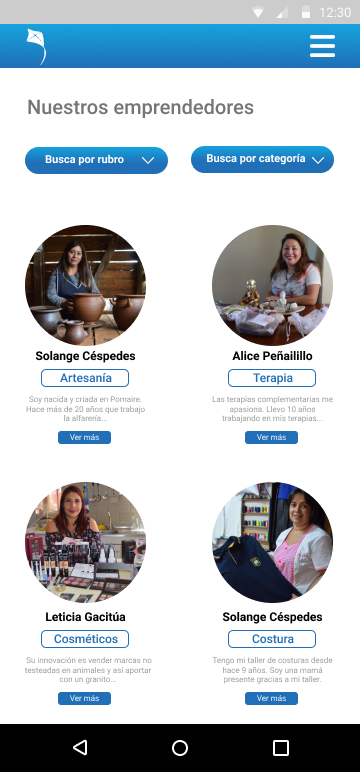 12:30
Nuestros emprendedores
Busca por rubro
Busca por categoría
Solange Céspedes
Artesanía
Soy nacida y criada en Pomaire.
Hace más de 20 años que trabajo
la alfarería...
Ver más
Alice Peñailillo
Terapia
Las terapias complementarias me
apasiona. Llevo 10 años
trabajando en mis terapias...
Ver más
Leticia Gacitúa
Cosméticos
Su innovación es vender marcas no
testeadas en animales y así aportar
con un granito...
Ver más
Solange Céspedes
Costura
Tengo mi taller de costuras desde
hace 9 años. Soy una mamá
presente gracias a mi taller.
Ver más